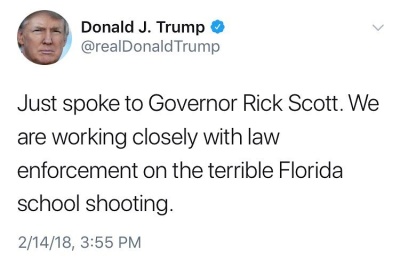 Donald J. Trump
@realDonaldTrump
Just spoke to Governor Rick Scott. We
are working closely with law
enforcement on the terrible Florida
school shooting.
2/14/18, 3:55 PM